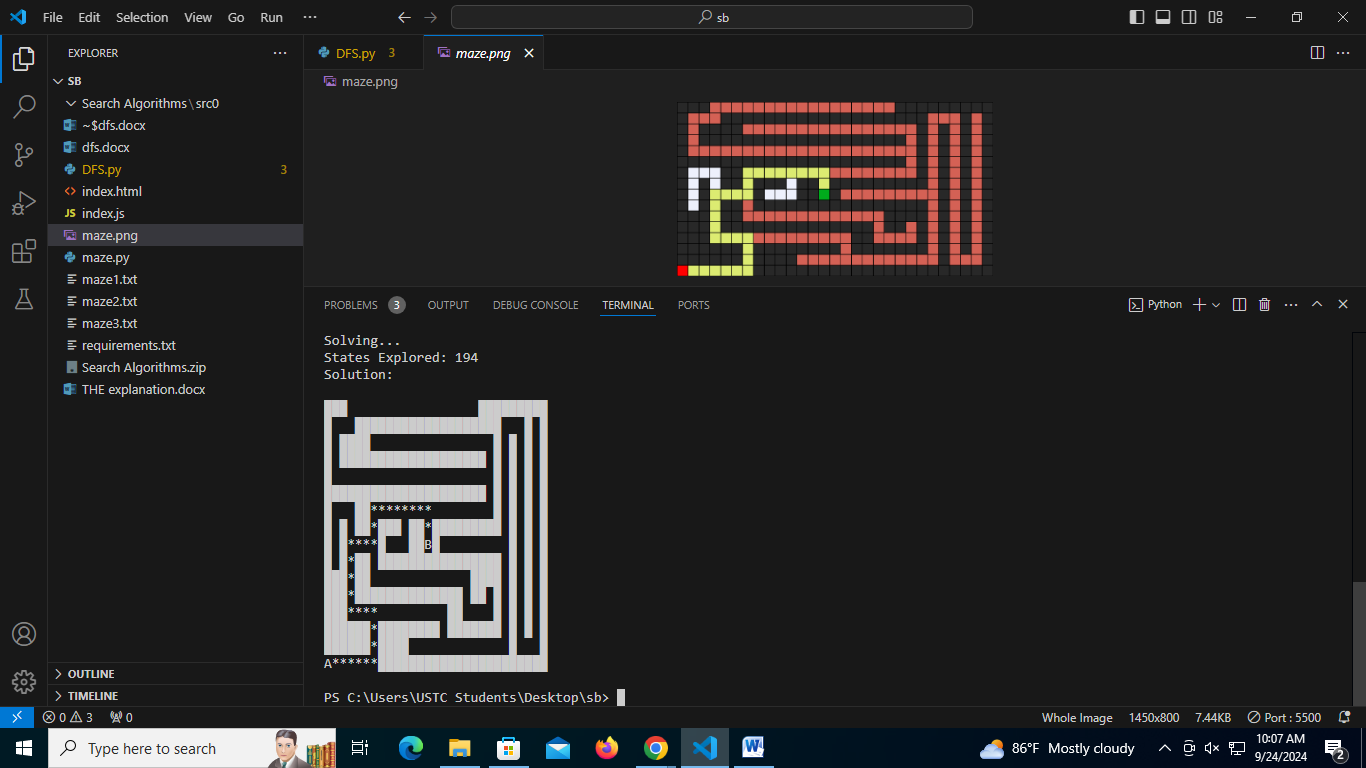 File Edit Selection View Go Run ··· sb
EXPLORER ···
SB
Search Algorithms\src0
~$dfs.docx
dfs.docx
DFS.py 3
index.html
JS index.js
maze.png
maze.py
maze1.txt
maze2.txt
maze3.txt
requirements.txt
Search Algorithms.zip
THE explanation.docx
OUTLINE
TIMELINE
DFS.py 3 maze.png
maze.png
PROBLEMS 3 OUTPUT DEBUG CONSOLE TERMINAL PORTS Python
Solving...
States Explored: 194
Solution:
********
*
*
****
B
*
*
*
****
*
*
A******
PS C:\Users\USTC Students\Desktop\sb>
0 3 0 Whole Image 1450x800 7.44KB Port : 5500
Type here to search 86°F Mostly cloudy 10:07 AM
9/24/2024 2